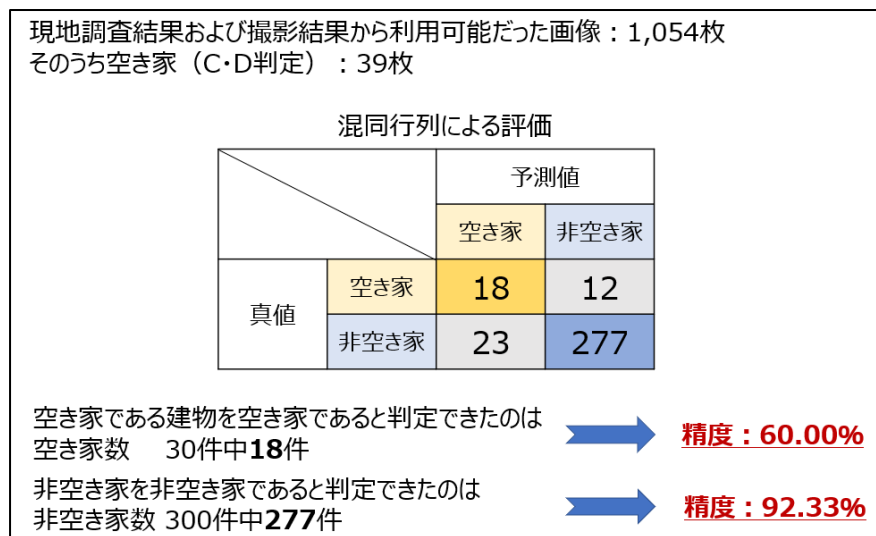 現地調査結果および撮影結果から利用可能だった画像：1,054枚
そのうち空き家（C・D判定）：39枚
混同行列による評価
予測値
空き家 非空き家
真値 空き家 18 12
非空き家 23 277
空き家である建物を空き家であると判定できたのは
空き家数 30件中18件
精度：60.00%
非空き家を非空き家であると判定できたのは
非空き家数 300件中277件
精度：92.33%